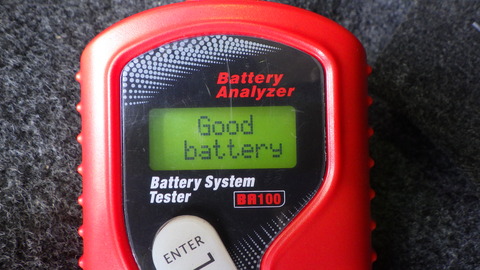 Battery
Analyzer
Good
battery
Battery System
Tester BA100
ENTER